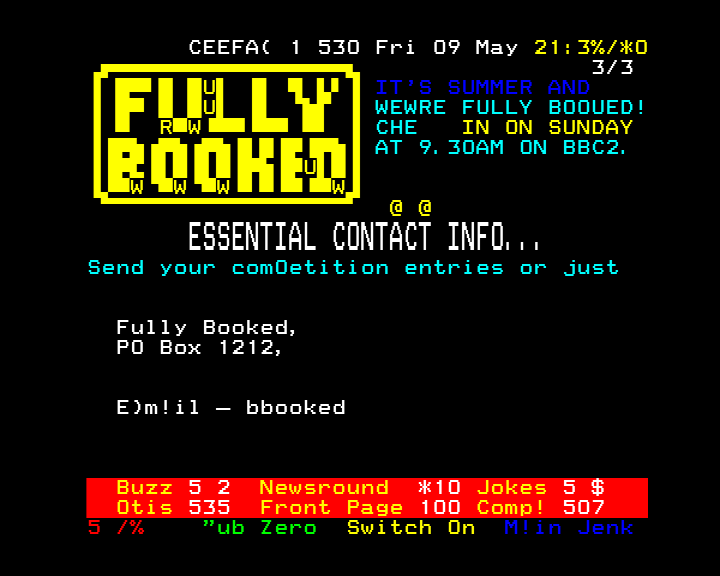 CEEFA( 1 530 Fri 09 May 21:3%/*0
3/3
FULLY
BOOKED
IT'S SUMMER AND
WEWRE FULLY BOOUED!
CHE IN ON SUNDAY
AT 9.30AM ON BBC2.
@ @
ESSENTIAL CONTACT INFO...
Send your comOetition entries or just
Fully Booked,
PO Box 1212,
E)m!il – bbooked
Buzz 5 2 Newsround *10 Jokes 5 $
Otis 535 Front Page 100 Comp! 507
5 /% "ub Zero Switch On M!in Jenk